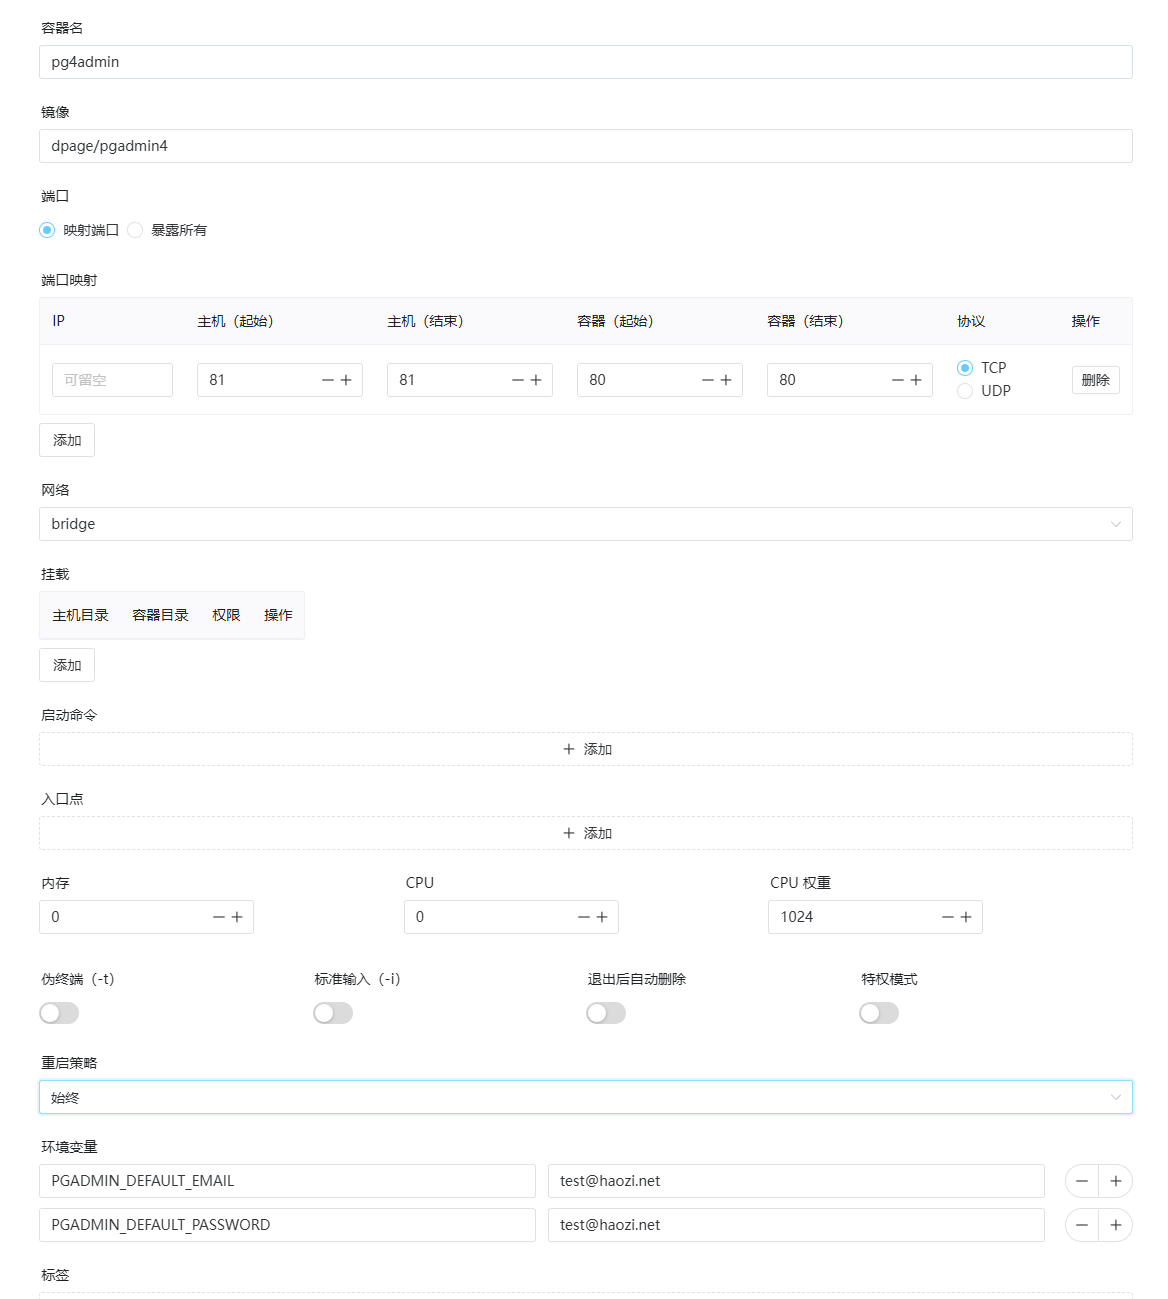 容器名
pg4admin
镜像
dpage/pgadmin4
端口
映射端口 暴露所有
端口映射
IP 主机（起始） 主机（结束） 容器（起始） 容器（结束） 协议 操作
可留空 81 81 80 80 TCP UDP 删除
添加
网络
bridge
挂载
主机目录 容器目录 权限 操作
添加
启动命令
添加
入口点
添加
内存 CPU CPU 权重
0 0 1024
伪终端（-t） 标准输入（-i） 退出后自动删除 特权模式
重启策略
始终
环境变量
PGADMIN_DEFAULT_EMAIL test@haozi.net
PGADMIN_DEFAULT_PASSWORD test@haozi.net
标签